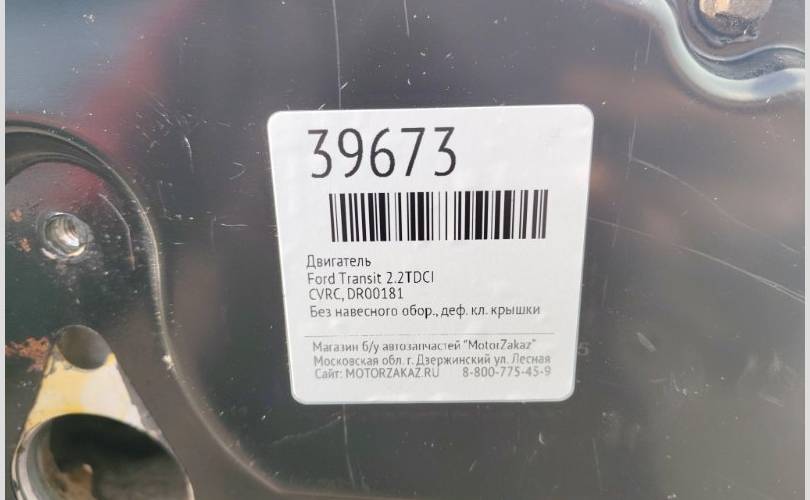 39673
Двигатель
Ford Transit 2.2TDCI
CVRC, DR00181
Без навесного обор., деф. кл. крышки
Магазин б/у автозапчастей "MotorZakaz"
Московская обл. г. Дзержинский ул. Лесная
Сайт: MOTORZAKAZ.RU 8-800-775-45-9